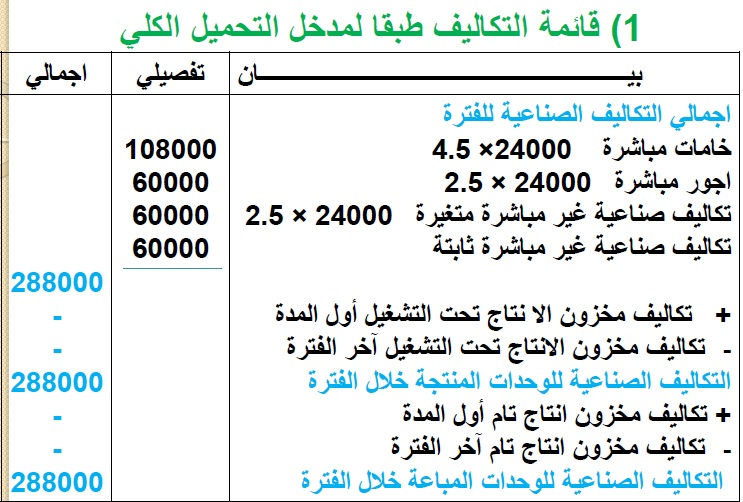 1) قائمة التكاليف طبقا لمدخل التحميل الكلي
بيــــــــــــــــــــــــــــــــــــــان تفصيلي اجمالي
اجمالي التكاليف الصناعية للفترة
خامات مباشرة 24000× 4.5 108000
اجور مباشرة 24000 × 2.5 60000
تكاليف صناعية غير مباشرة متغيرة 24000 × 2.5 60000
تكاليف صناعية غير مباشرة ثابتة 60000
288000
+ تكاليف مخزون الا نتاج تحت التشغيل أول المدة -
- تكاليف مخزون الانتاج تحت التشغيل آخر الفترة -
التكاليف الصناعية للوحدات المنتجة خلال الفترة 288000
+ تكاليف مخزون انتاج تام أول المدة -
- تكاليف مخزون انتاج تام آخر الفترة -
التكاليف الصناعية للوحدات المباعة خلال الفترة 288000